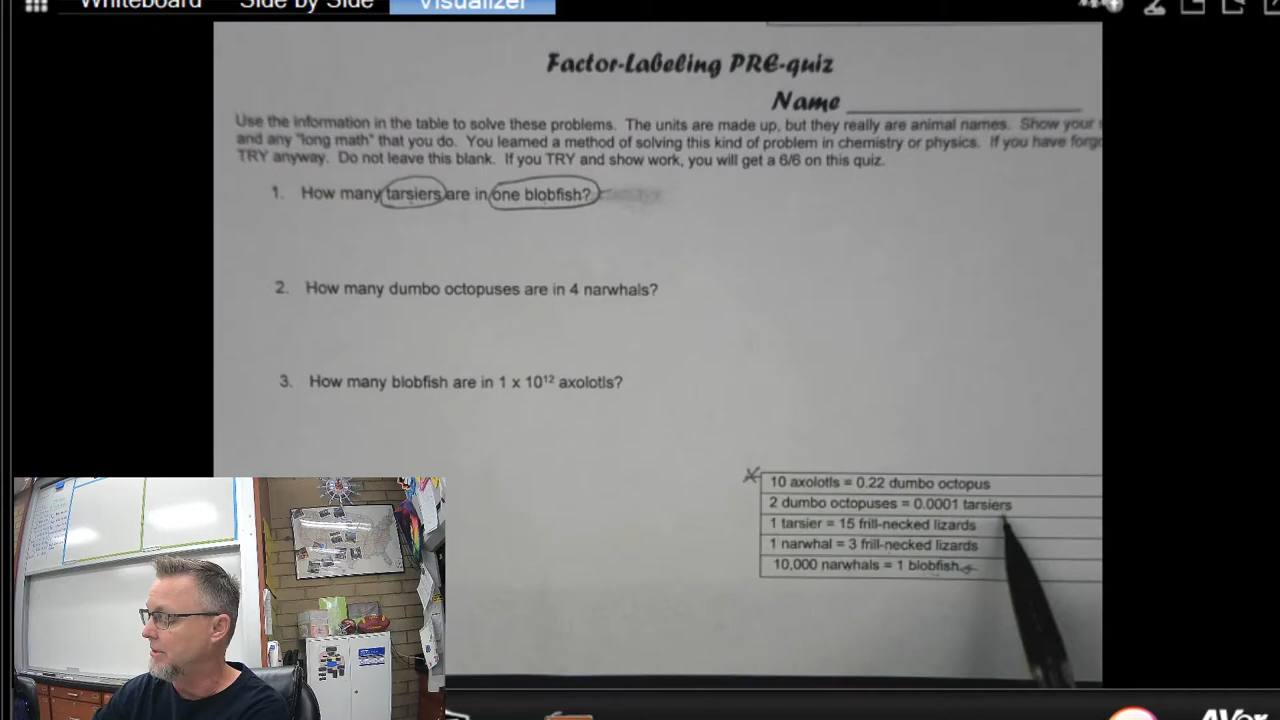 Whiteboard Side by Side Visualizer
Factor-Labeling PRE-quiz
Name
Use the information in the table to solve these problems. The units are made up, but they really are animal names. Show your
and any "long math" that you do. You learned a method of solving this kind of problem in chemistry or physics. If you have forgo
TRY anyway. Do not leave this blank. If you TRY and show work, you will get a 6/6 on this quiz.
1. How many tarsiers are in one blobfish?
2. How many dumbo octopuses are in 4 narwhals?
3. How many blobfish are in 1 x 10¹² axolotls?
10 axolotls = 0.22 dumbo octopus
2 dumbo octopuses = 0.0001 tarsiers
1 tarsier = 15 frill-necked lizards
1 narwhal = 3 frill-necked lizards
10,000 narwhals = 1 blobfish
AVer